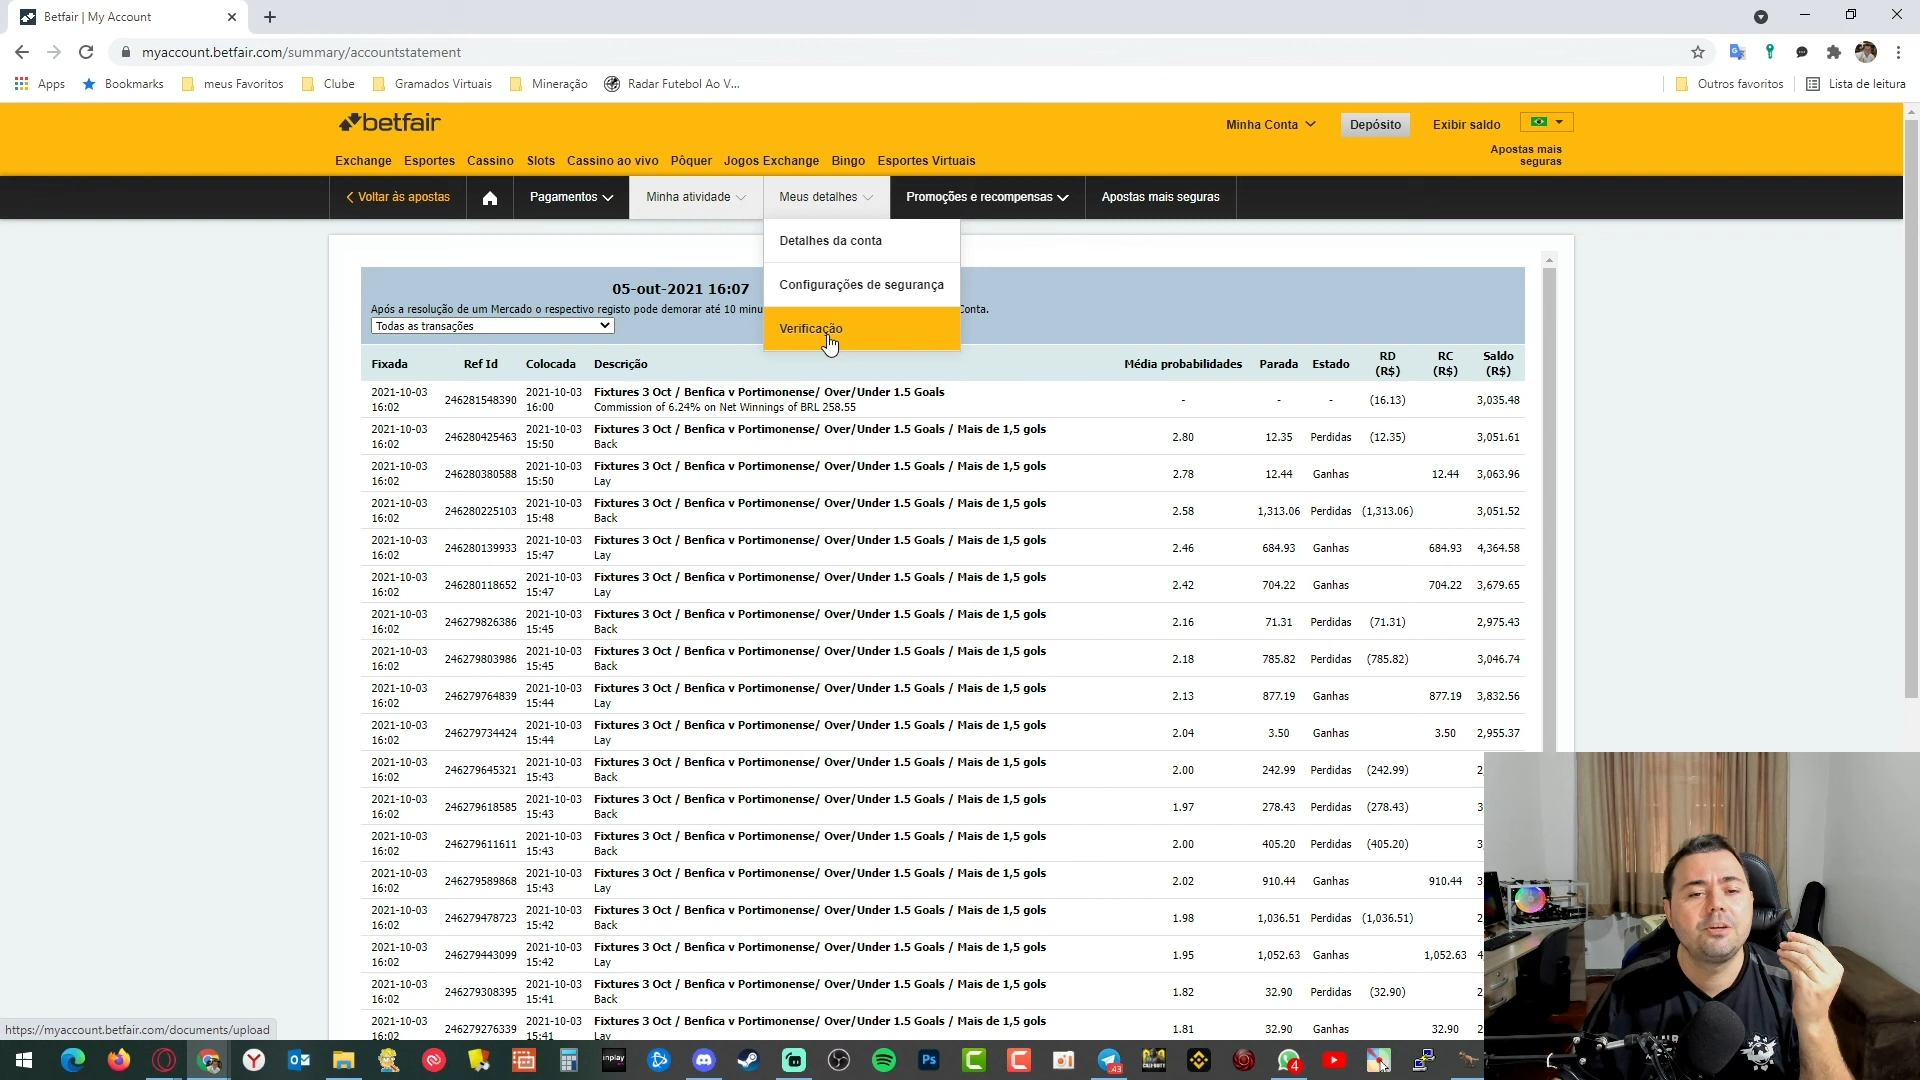 Betfair | My Account
myaccount.betfair.com/summary/accountstatement
Apps Bookmarks meus Favoritos Clube Gramados Virtuais Mineração Radar Futebol Ao V... Outros favoritos Lista de leitura
betfair
Minha Conta Depósito Exibir saldo
Apostas mais
seguras
Exchange Esportes Cassino Slots Cassino ao vivo Pôquer Jogos Exchange Bingo Esportes Virtuais
Voltar às apostas Pagamentos Minha atividade Meus detalhes Promoções e recompensas Apostas mais seguras
Detalhes da conta
Configurações de segurança
Verificação
05-out-2021 16:07
Após a resolução de um Mercado o respectivo registo pode demorar até 10 minu
Conta.
Todas as transações
Fixada Ref Id Colocada Descrição Média probabilidades Parada Estado RD (R$) RC (R$) Saldo (R$)
2021-10-03 16:02 246281548390 2021-10-03 16:00 Fixtures 3 Oct / Benfica v Portimonense/ Over/Under 1.5 Goals
Commission of 6.24% on Net Winnings of BRL 258.55 - - - (16.13) 3,035.48
2021-10-03 16:02 246280425463 2021-10-03 15:50 Fixtures 3 Oct / Benfica v Portimonense/ Over/Under 1.5 Goals / Mais de 1,5 gols
Back 2.80 12.35 Perdidas (12.35) 3,051.61
2021-10-03 16:02 246280380588 2021-10-03 15:50 Fixtures 3 Oct / Benfica v Portimonense/ Over/Under 1.5 Goals / Mais de 1,5 gols
Lay 2.78 12.44 Ganhas 12.44 3,063.96
2021-10-03 16:02 246280225103 2021-10-03 15:48 Fixtures 3 Oct / Benfica v Portimonense/ Over/Under 1.5 Goals / Mais de 1,5 gols
Back 2.58 1,313.06 Perdidas (1,313.06) 3,051.52
2021-10-03 16:02 246280139933 2021-10-03 15:47 Fixtures 3 Oct / Benfica v Portimonense/ Over/Under 1.5 Goals / Mais de 1,5 gols
Lay 2.46 684.93 Ganhas 684.93 4,364.58
2021-10-03 16:02 246280118652 2021-10-03 15:47 Fixtures 3 Oct / Benfica v Portimonense/ Over/Under 1.5 Goals / Mais de 1,5 gols
Lay 2.42 704.22 Ganhas 704.22 3,679.65
2021-10-03 16:02 246279826386 2021-10-03 15:45 Fixtures 3 Oct / Benfica v Portimonense/ Over/Under 1.5 Goals / Mais de 1,5 gols
Back 2.16 71.31 Perdidas (71.31) 2,975.43
2021-10-03 16:02 246279803986 2021-10-03 15:45 Fixtures 3 Oct / Benfica v Portimonense/ Over/Under 1.5 Goals / Mais de 1,5 gols
Back 2.18 785.82 Perdidas (785.82) 3,046.74
2021-10-03 16:02 246279764839 2021-10-03 15:44 Fixtures 3 Oct / Benfica v Portimonense/ Over/Under 1.5 Goals / Mais de 1,5 gols
Lay 2.13 877.19 Ganhas 877.19 3,832.56
2021-10-03 16:02 246279734424 2021-10-03 15:44 Fixtures 3 Oct / Benfica v Portimonense/ Over/Under 1.5 Goals / Mais de 1,5 gols
Lay 2.04 3.50 Ganhas 3.50 2,955.37
2021-10-03 16:02 246279645321 2021-10-03 15:43 Fixtures 3 Oct / Benfica v Portimonense/ Over/Under 1.5 Goals / Mais de 1,5 gols
Back 2.00 242.99 Perdidas (242.99) 2
2021-10-03 16:02 246279618585 2021-10-03 15:43 Fixtures 3 Oct / Benfica v Portimonense/ Over/Under 1.5 Goals / Mais de 1,5 gols
Back 1.97 278.43 Perdidas (278.43) 3
2021-10-03 16:02 246279611611 2021-10-03 15:43 Fixtures 3 Oct / Benfica v Portimonense/ Over/Under 1.5 Goals / Mais de 1,5 gols
Back 2.00 405.20 Perdidas (405.20) 3
2021-10-03 16:02 246279589868 2021-10-03 15:43 Fixtures 3 Oct / Benfica v Portimonense/ Over/Under 1.5 Goals / Mais de 1,5 gols
Lay 2.02 910.44 Ganhas 910.44 3
2021-10-03 16:02 246279478723 2021-10-03 15:42 Fixtures 3 Oct / Benfica v Portimonense/ Over/Under 1.5 Goals / Mais de 1,5 gols
Back 1.98 1,036.51 Perdidas (1,036.51) 2
2021-10-03 16:02 246279443099 2021-10-03 15:42 Fixtures 3 Oct / Benfica v Portimonense/ Over/Under 1.5 Goals / Mais de 1,5 gols
Lay 1.95 1,052.63 Ganhas 1,052.63 4
2021-10-03 16:02 246279308395 2021-10-03 15:41 Fixtures 3 Oct / Benfica v Portimonense/ Over/Under 1.5 Goals / Mais de 1,5 gols
Back 1.82 32.90 Perdidas (32.90) 2
2021-10-03 16:02 246279276339 2021-10-03 15:41 Fixtures 3 Oct / Benfica v Portimonense/ Over/Under 1.5 Goals / Mais de 1,5 gols
Lay 1.81 32.90 Ganhas 32.90 2
https://myaccount.betfair.com/documents/upload